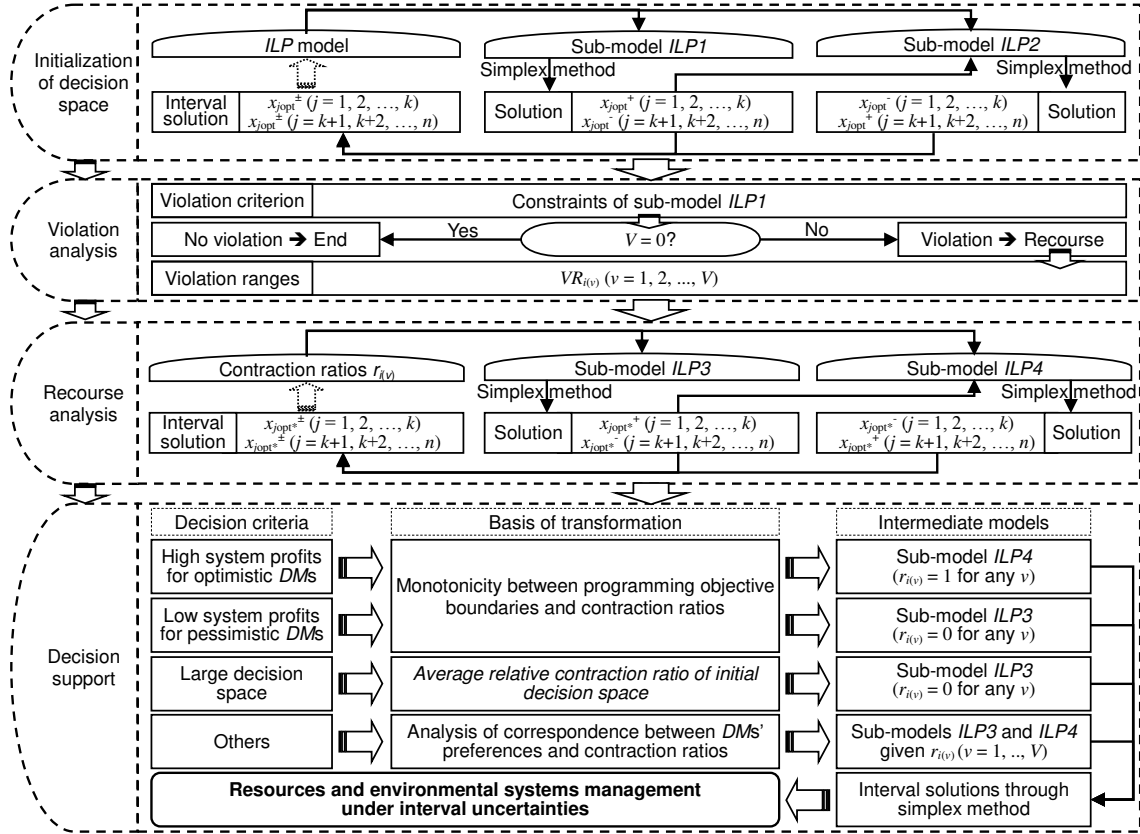 Initialization
of decision
space
ILP model
Sub-model ILP1
Sub-model ILP2
Simplex method
Simplex method
Interval
solution
xjopt± (j = 1, 2, …, k)
xjopt± (j = k+1, k+2, …, n)
Solution
xjopt+ (j = 1, 2, …, k)
xjopt- (j = k+1, k+2, …, n)
xjopt- (j = 1, 2, …, k)
xjopt+ (j = k+1, k+2, …, n)
Solution
Violation
analysis
Violation criterion
Constraints of sub-model ILP1
No violation ➔ End
Yes
V = 0?
No
Violation ➔ Recourse
Violation ranges
VRi(v) (v = 1, 2, ..., V)
Recourse
analysis
Contraction ratios ri(v)
Sub-model ILP3
Sub-model ILP4
Simplex method
Simplex method
Interval
solution
xjopt*± (j = 1, 2, …, k)
xjopt*± (j = k+1, k+2, …, n)
Solution
xjopt*+ (j = 1, 2, …, k)
xjopt*- (j = k+1, k+2, …, n)
xjopt*- (j = 1, 2, …, k)
xjopt*+ (j = k+1, k+2, …, n)
Solution
Decision
support
Decision criteria
Basis of transformation
Intermediate models
High system profits
for optimistic DMs
Monotonicity between programming objective
boundaries and contraction ratios
Sub-model ILP4
(ri(v) = 1 for any v)
Low system profits
for pessimistic DMs
Sub-model ILP3
(ri(v) = 0 for any v)
Large decision
space
Average relative contraction ratio of initial
decision space
Sub-model ILP3
(ri(v) = 0 for any v)
Others
Analysis of correspondence between DMs'
preferences and contraction ratios
Sub-models ILP3 and ILP4
given ri(v) (v = 1, .., V)
Resources and environmental systems management
under interval uncertainties
Interval solutions through
simplex method